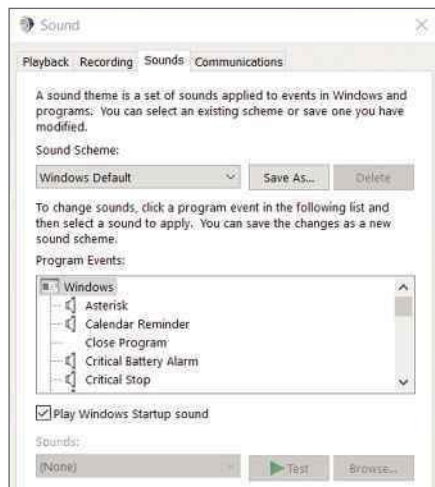 Sound
Playback Recording Sounds Communications
A sound theme is a set of sounds applied to events in Windows and
programs. You can select an existing scheme or save one you have
modified.
Sound Scheme:
Windows Default Save As... Delete
To change sounds, click a program event in the following list and
then select a sound to apply. You can save the changes as a new
sound scheme.
Program Events:
Windows
Asterisk
Calendar Reminder
Close Program
Critical Battery Alarm
Critical Stop
Play Windows Startup sound
Sounds:
(None) Test Browse...